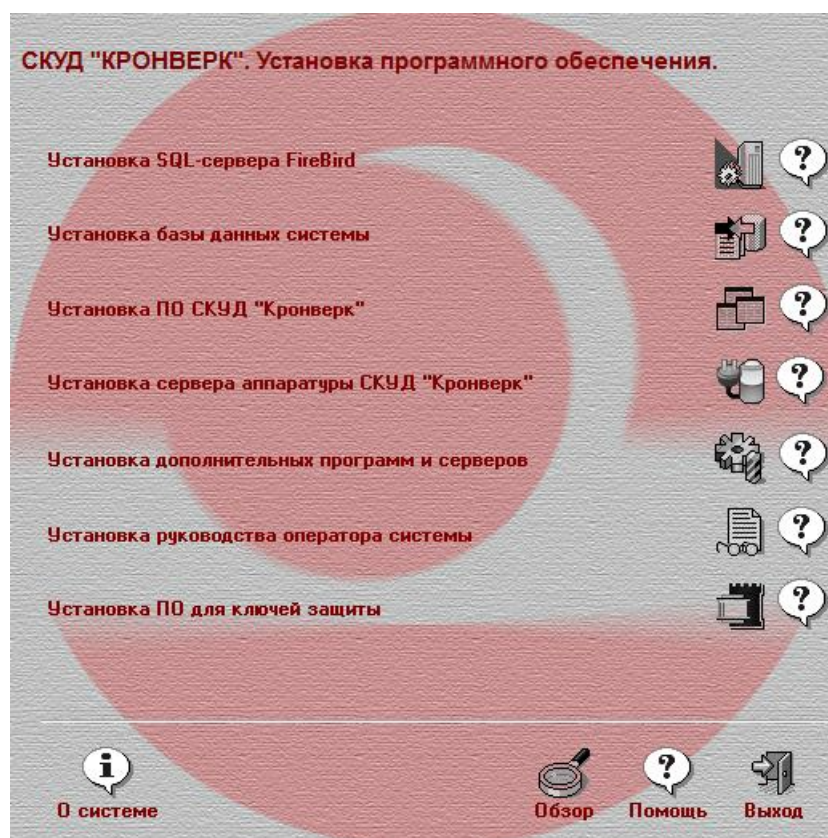 СКУД "КРОНВЕРК". Установка программного обеспечения.
Установка SQL-сервера FireBird
Установка базы данных системы
Установка ПО СКУД "Кронверк"
Установка сервера аппаратуры СКУД "Кронверк"
Установка дополнительных программ и серверов
Установка руководства оператора системы
Установка ПО для ключей защиты
О системе
Обзор
Помощь
Выход